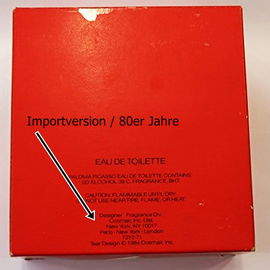 Importversion / 80er Jahre
EAU DE TOILETTE
PALOMA PICASSO EAU DE TOILETTE CONTAINS:
SD ALCOHOL 39-C, FRAGRANCE, BHT
CAUTION: FLAMMABLE UNTIL DRY
DO NOT USE NEAR FIRE, FLAME, OR HEAT
Designer Fragrance Div.
Cosmair, Inc. Dist.
New York, NY 10017
Paris - New York - London
Tear Design © 1984 Cosmair, Inc.